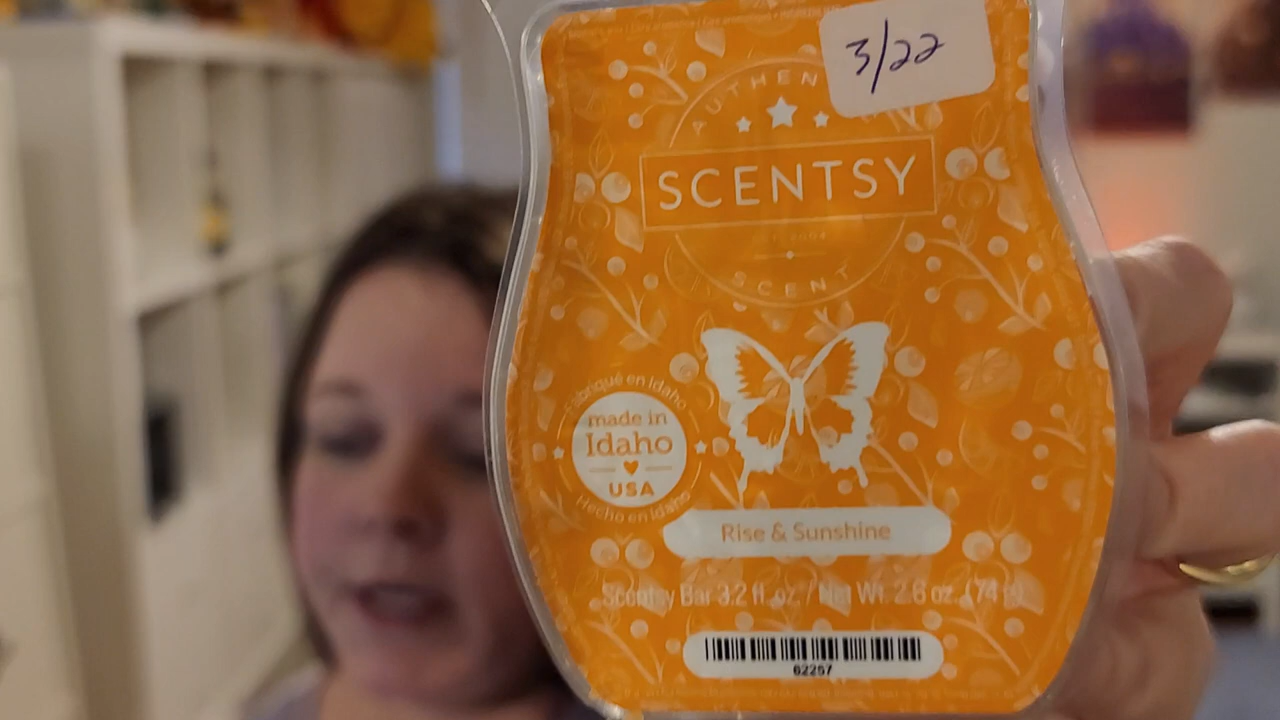 3/22
AUTHEN
SCENTSY
SCENT
Fabriqué en Idaho
made in
Idaho
USA
Hecho en Idaho
Rise & Sunshine
Scentsy Bar 3.2 fl. oz. / Net Wt. 2.6 oz. (74 g)
62257